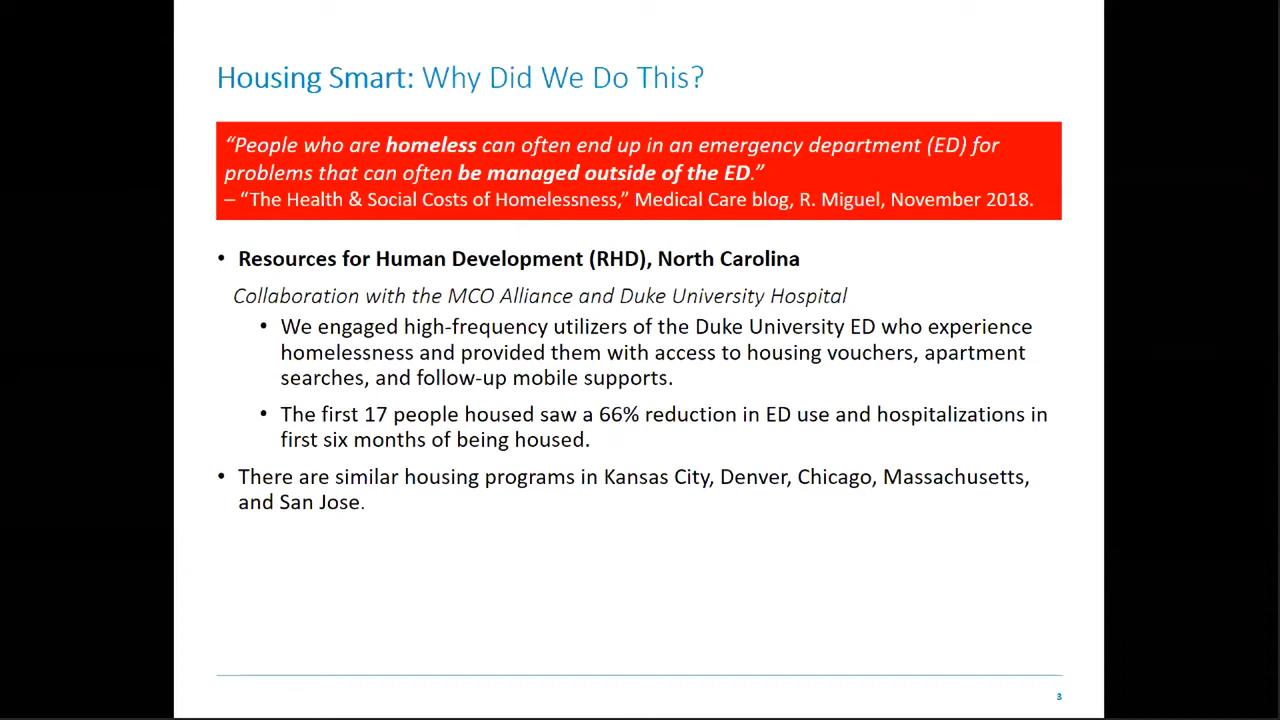 Housing Smart: Why Did We Do This?
“People who are homeless can often end up in an emergency department (ED) for
problems that can often be managed outside of the ED.”
– “The Health & Social Costs of Homelessness,” Medical Care blog, R. Miguel, November 2018.
• Resources for Human Development (RHD), North Carolina
Collaboration with the MCO Alliance and Duke University Hospital
• We engaged high-frequency utilizers of the Duke University ED who experience
homelessness and provided them with access to housing vouchers, apartment
searches, and follow-up mobile supports.
• The first 17 people housed saw a 66% reduction in ED use and hospitalizations in
first six months of being housed.
• There are similar housing programs in Kansas City, Denver, Chicago, Massachusetts,
and San Jose.
3